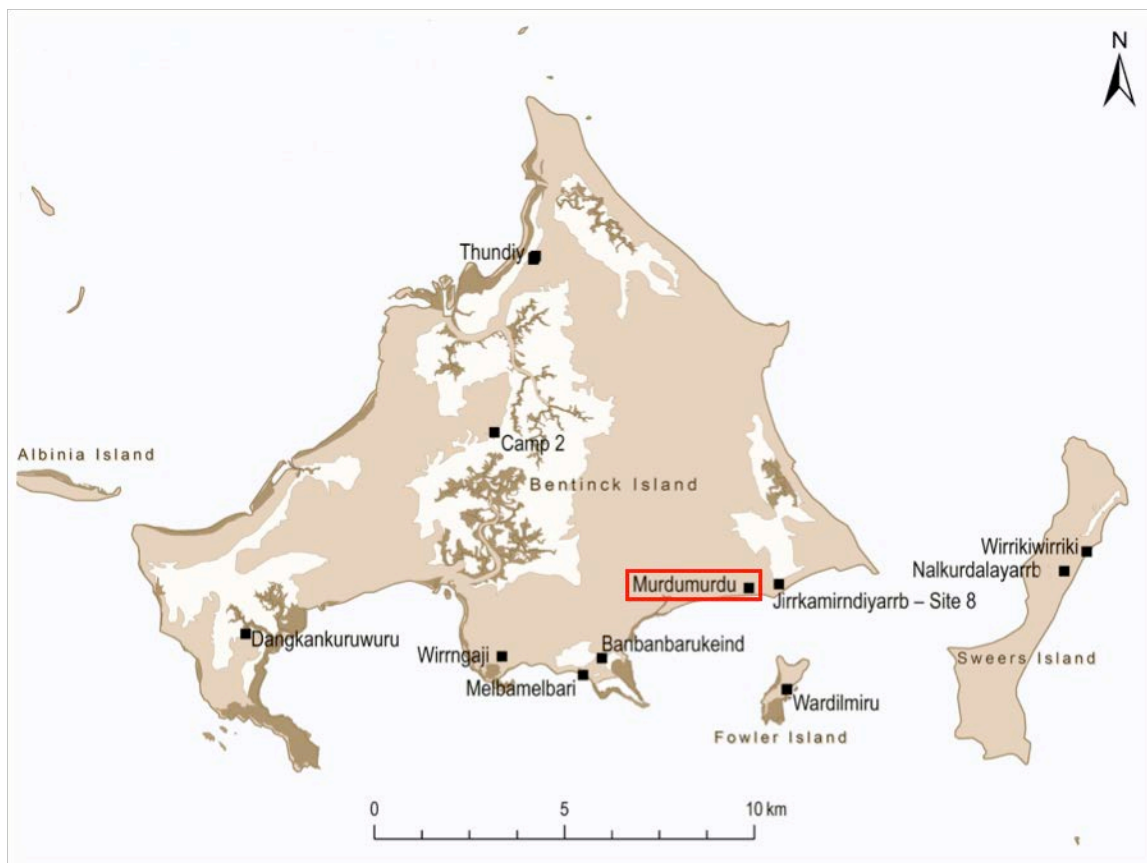 N
Thundiy
Camp 2
Albinia Island
Bentinck Island
Wirrikiwirriki
Nalkurdalayarrb
Murdumurdu
Jirrkamirndiyarrb – Site 8
Dangkankuruwuru
Wirrngaji
Banbanbarukeind
Melbamelbari
Sweers Island
Wardilmiru
Fowler Island
0 5 10 km